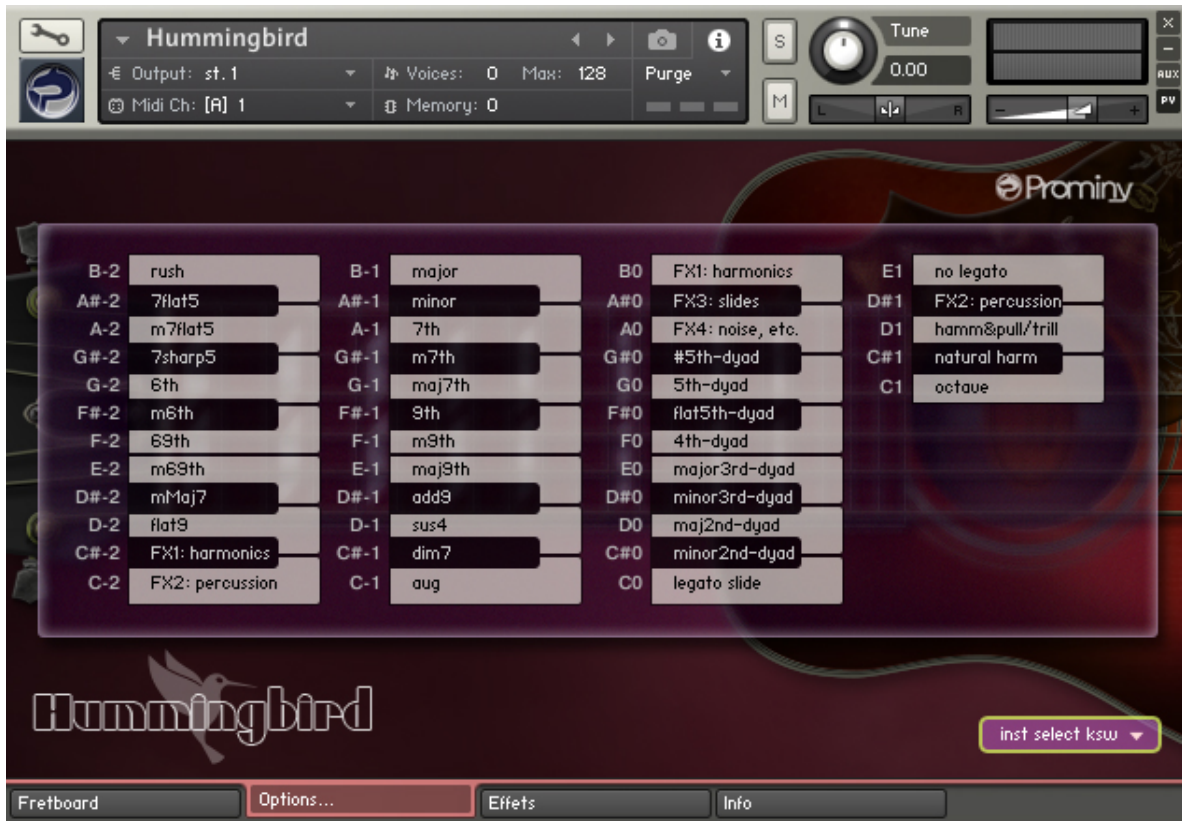 Hummingbird
S
Tune
Output: st.1
Voices: 0 Max: 128
Purge
0.00
AUX
Midi Ch: [A] 1
Memory: 0
M
L
R
PV
Prominy
B-2 rush
A#-2 7flat5
A-2 m7flat5
G#-2 7sharp5
G-2 6th
F#-2 m6th
F-2 69th
E-2 m69th
D#-2 mMaj7
D-2 flat9
C#-2 FX1: harmonics
C-2 FX2: percussion
B-1 major
A#-1 minor
A-1 7th
G#-1 m7th
G-1 maj7th
F#-1 9th
F-1 m9th
E-1 maj9th
D#-1 add9
D-1 sus4
C#-1 dim7
C-1 aug
B0 FX1: harmonics
A#0 FX3: slides
A0 FX4: noise, etc.
G#0 #5th-dyad
G0 5th-dyad
F#0 flat5th-dyad
F0 4th-dyad
E0 major3rd-dyad
D#0 minor3rd-dyad
D0 maj2nd-dyad
C#0 minor2nd-dyad
C0 legato slide
E1 no legato
D#1 FX2: percussion
D1 hamm&pull/trill
C#1 natural harm
C1 octave
Hummingbird
inst select ksw
Fretboard
Options...
Effets
Info